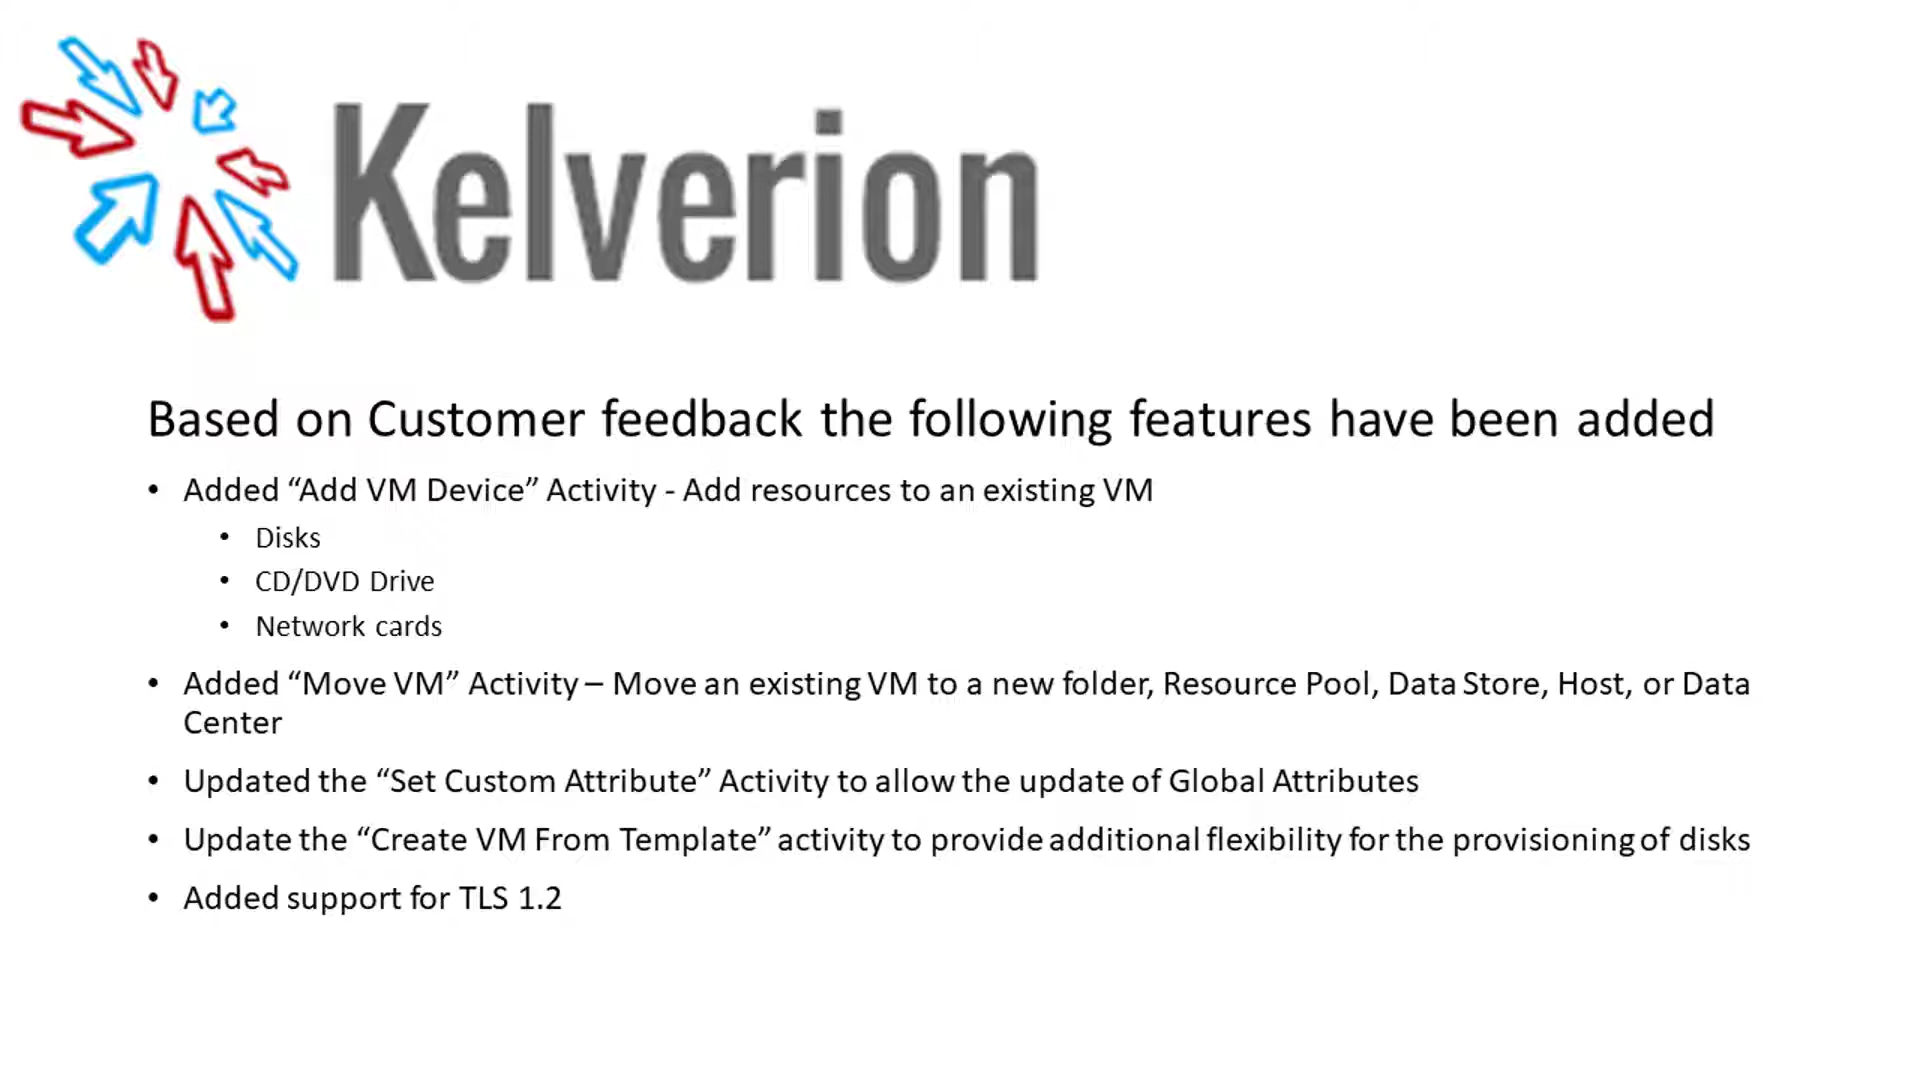 Kelverion
Based on Customer feedback the following features have been added
• Added “Add VM Device” Activity - Add resources to an existing VM
• Disks
• CD/DVD Drive
• Network cards
• Added “Move VM” Activity – Move an existing VM to a new folder, Resource Pool, Data Store, Host, or Data
Center
• Updated the “Set Custom Attribute” Activity to allow the update of Global Attributes
• Update the “Create VM From Template” activity to provide additional flexibility for the provisioning of disks
• Added support for TLS 1.2